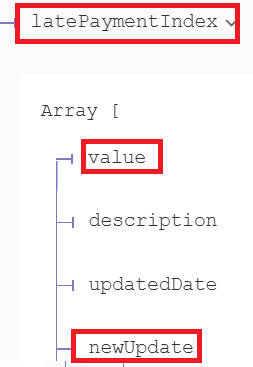 latePaymentIndex
Array [
value
description
updatedDate
newUpdate